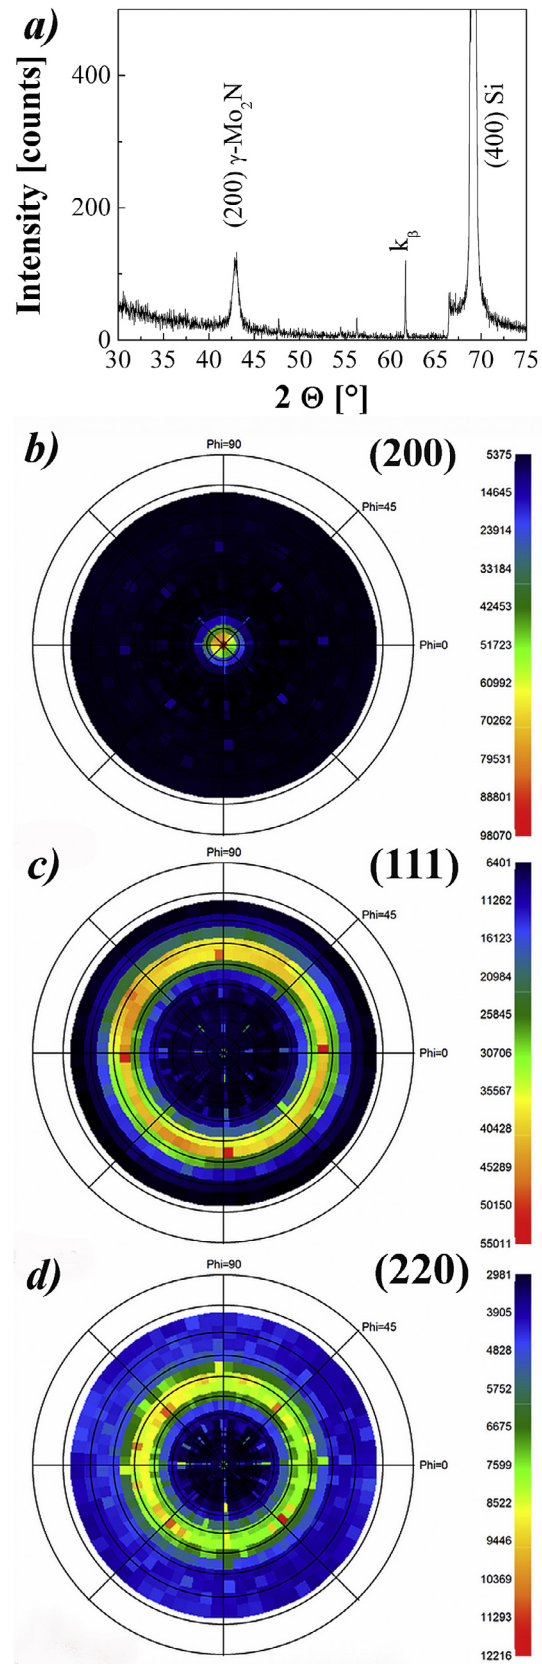 a)
Intensity [counts]
400
200
0
(200) γ-Mo₂N
kβ
(400) Si
30 35 40 45 50 55 60 65 70 75
2 Θ [°]
b)
Phi=90
(200)
Phi=45
Phi=0
5375
14645
23914
33184
42453
51723
60992
70262
79531
88801
98070
c)
Phi=90
(111)
Phi=45
Phi=0
6401
11262
16123
20984
25845
30706
35567
40428
45289
50150
55011
d)
Phi=90
(220)
Phi=45
Phi=0
2981
3905
4828
5752
6675
7599
8522
9446
10369
11293
12216